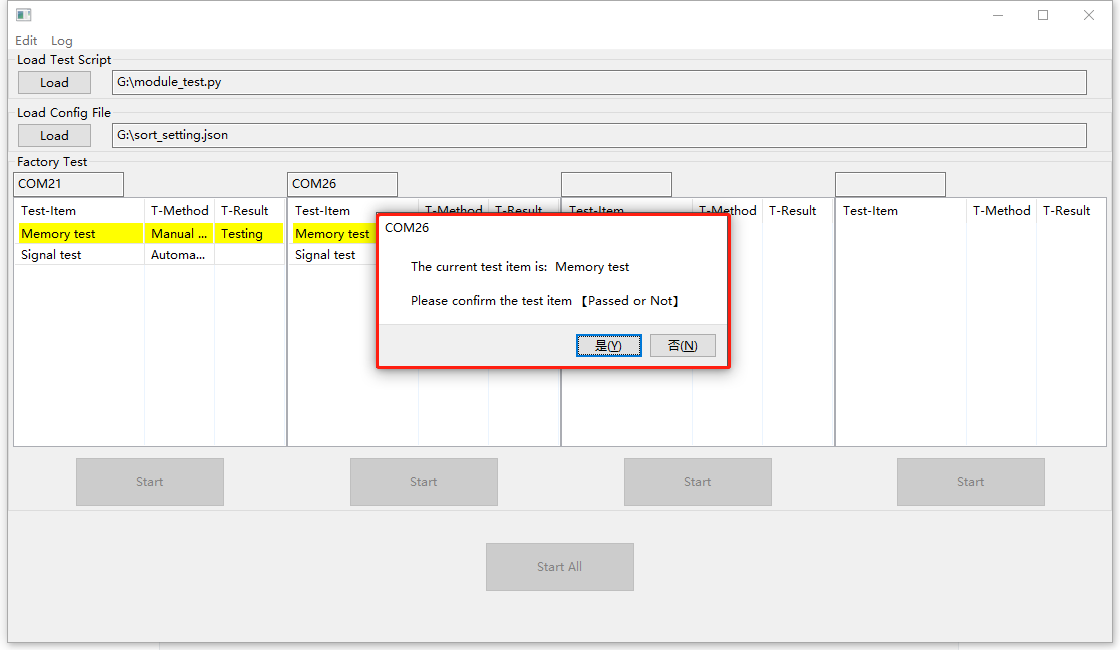 Edit Log
Load Test Script
Load G:\module_test.py
Load Config File
Load G:\sort_setting.json
Factory Test
COM21 COM26
Test-Item T-Method T-Result Test-Item T-Method T-Result Test-Item T-Method T-Result Test-Item T-Method T-Result
Memory test Manual ... Testing Memory test
Signal test Automa... Signal test
COM26
The current test item is: Memory test
Please confirm the test item 【Passed or Not】
是(Y) 否(N)
Start Start Start Start
Start All